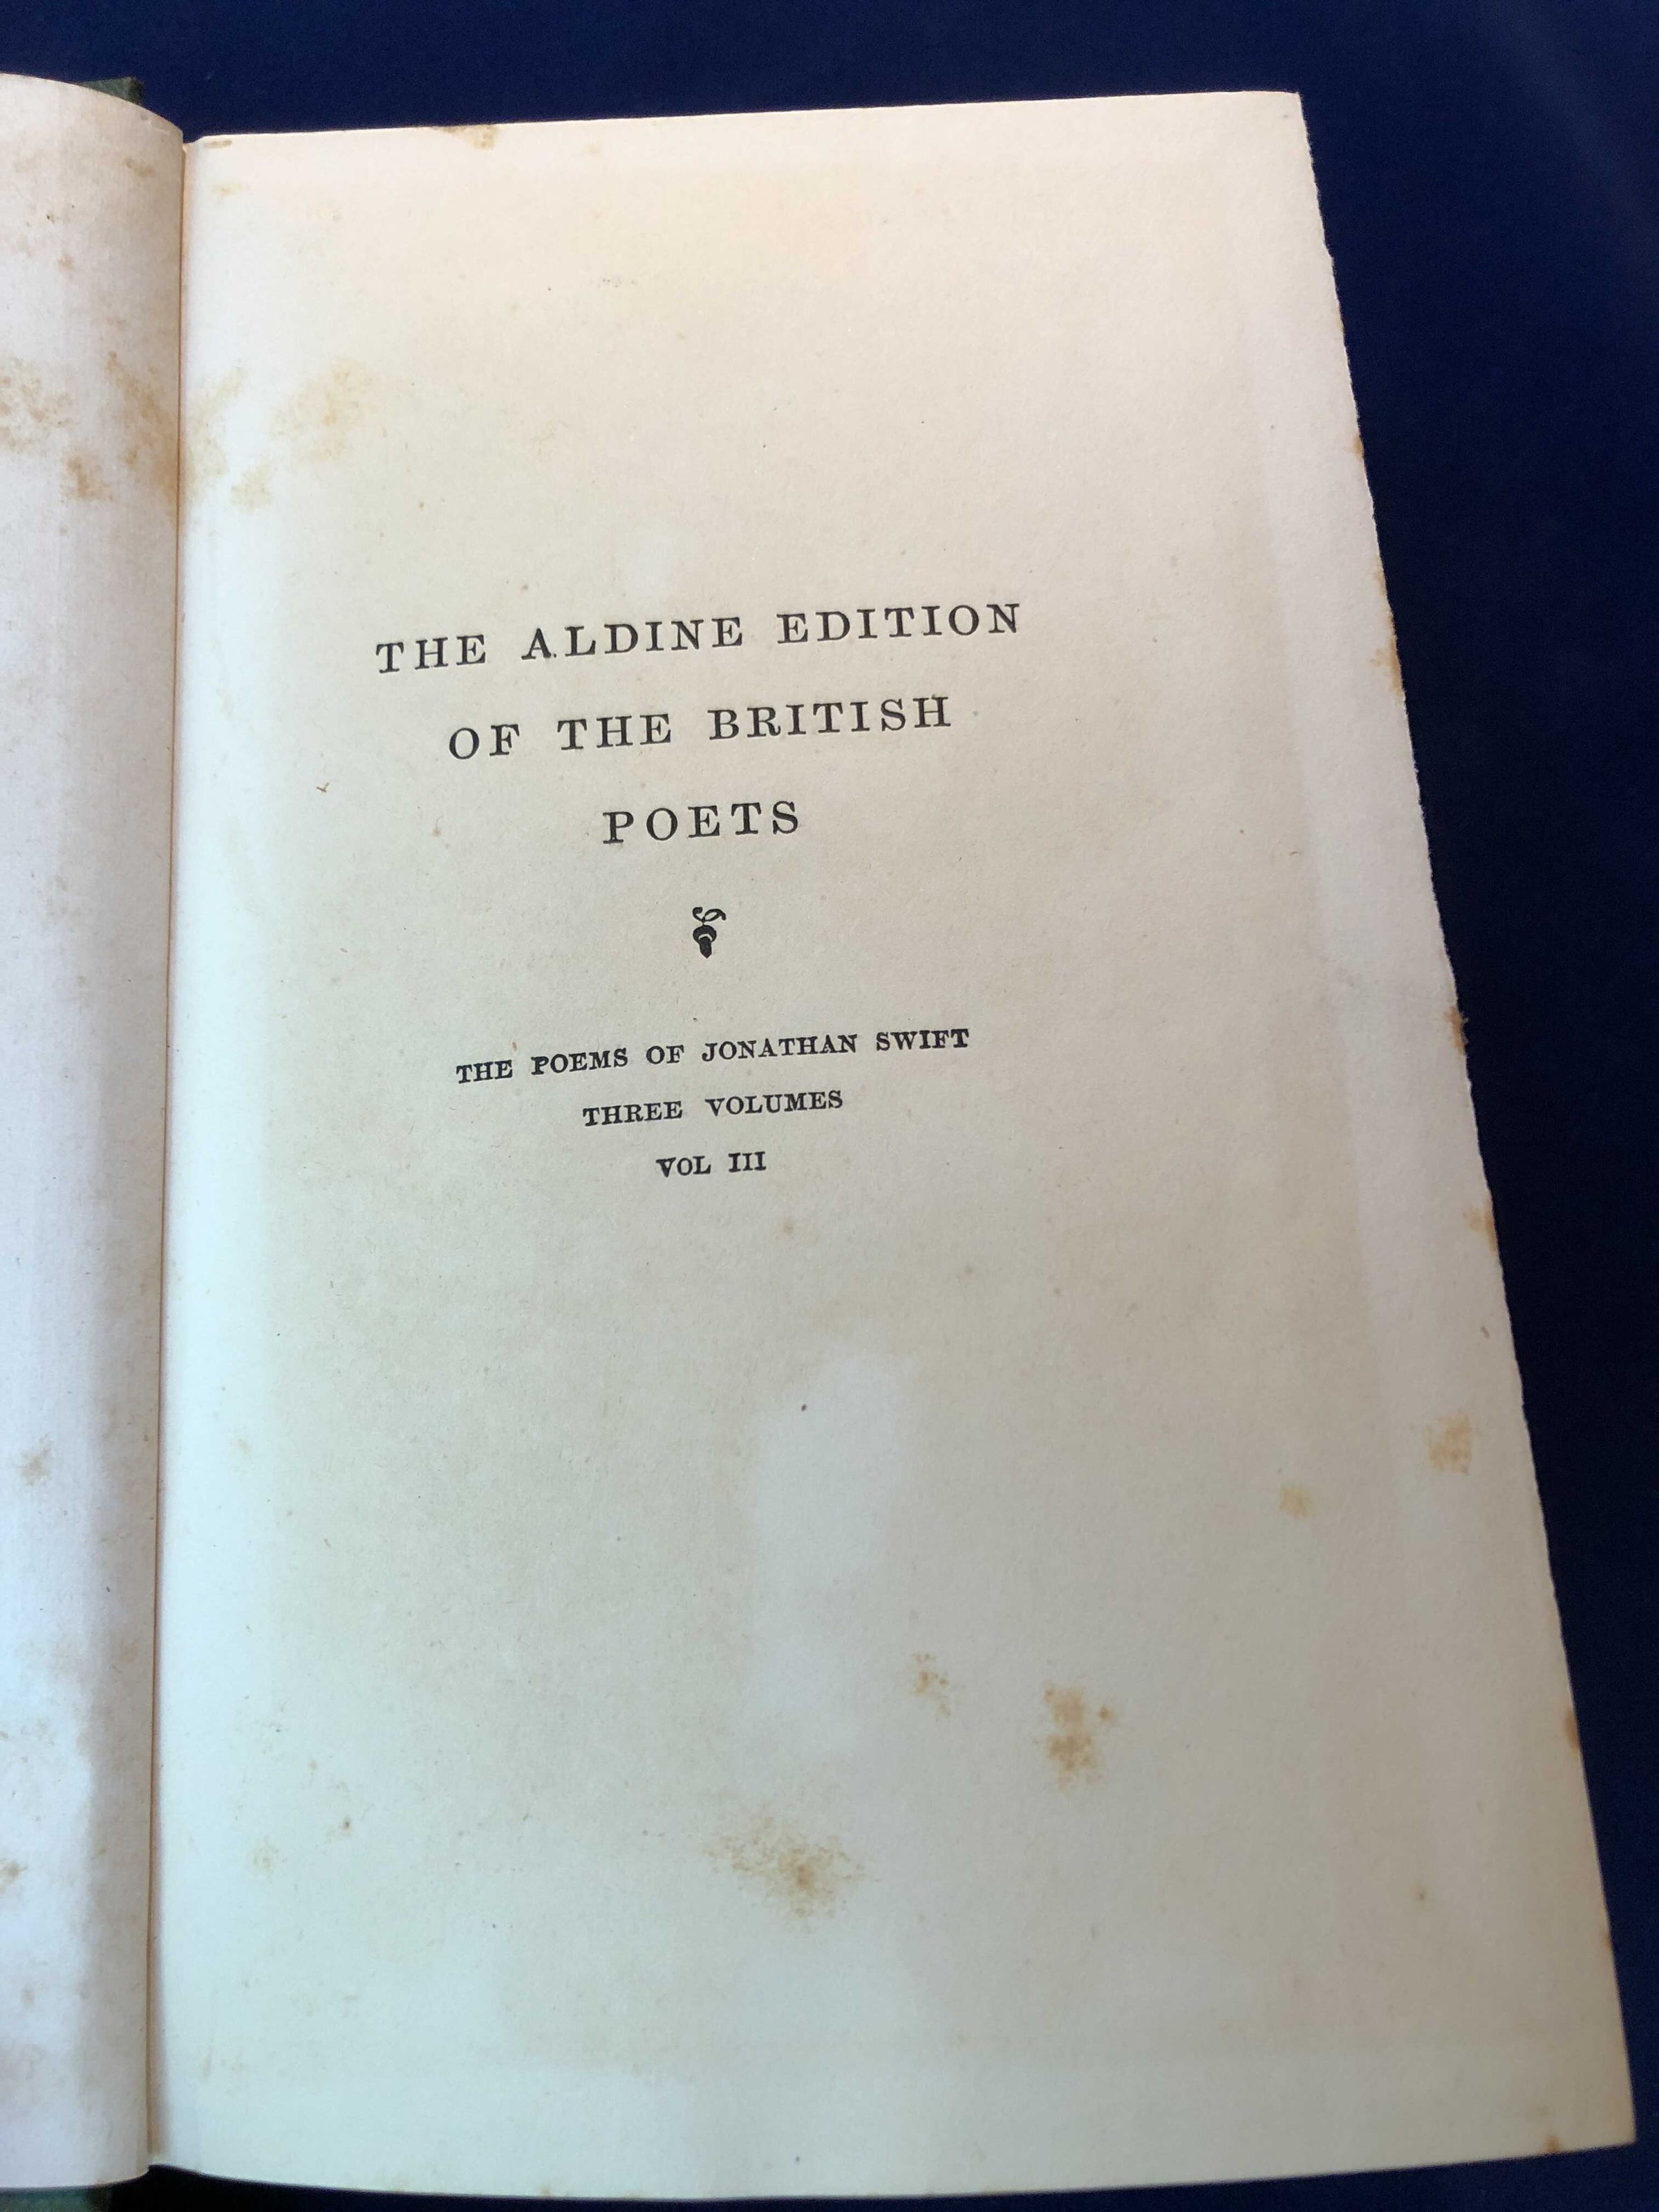 THE ALDINE EDITION
OF THE BRITISH
POETS
THE POEMS OF JONATHAN SWIFT
THREE VOLUMES
VOL III